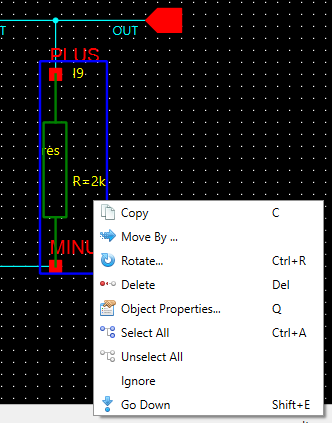 T OUT
PLUS
I9
res
R=2k
MINU
Copy C
Move By ...
Rotate... Ctrl+R
Delete Del
Object Properties... Q
Select All Ctrl+A
Unselect All
Ignore
Go Down Shift+E